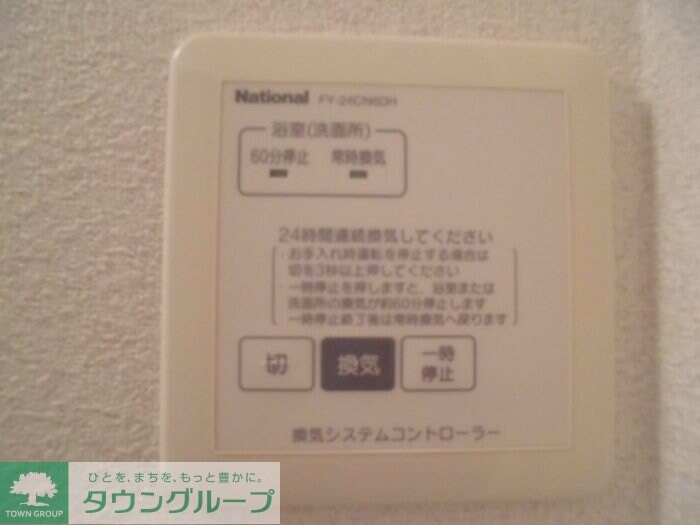 National FY-24CN6DH
浴室(洗面所)
60分停止 常時換気
24時間連続換気してください
・お手入れ時運転を停止する場合は
切を3秒以上押してください
・一時停止を押しますと、浴室または
洗面所の換気が約60分停止します
一時停止終了後は常時換気へ戻ります
切 換気 一時
停止
換気システムコントローラー
ひとを、まちを、もっと豊かに。
タウングループ
TOWN GROUP